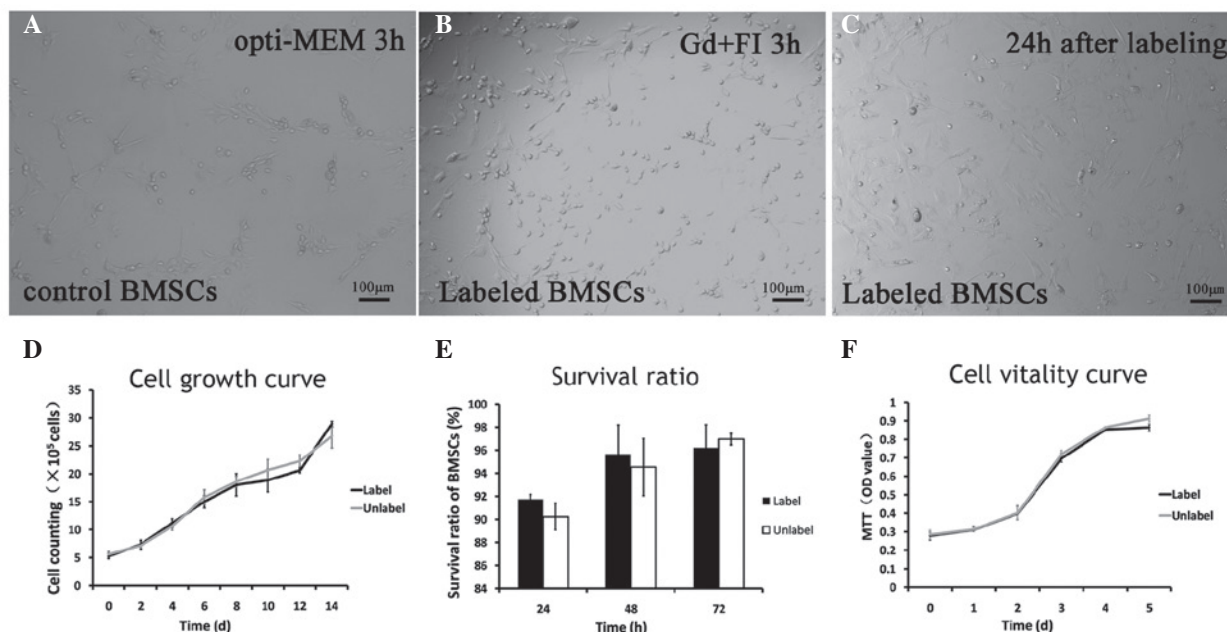 A
opti-MEM 3h
control BMSCs
100μm
B
Gd+FI 3h
Labeled BMSCs
100μm
C
24h after labeling
Labeled BMSCs
100μm
D
Cell growth curve
Cell counting (×10⁵ cells)
35
30
25
20
15
10
5
0
0 2 4 6 8 10 12 14
Time (d)
Label
Unlabel
E
Survival ratio
Survival ratio of BMSCs (%)
98
96
94
92
90
88
86
84
24 48 72
Time (h)
Label
Unlabel
F
Cell vitality curve
MTT (OD value)
1
0.9
0.8
0.7
0.6
0.5
0.4
0.3
0.2
0.1
0
0 1 2 3 4 5
Time (d)
Label
Unlabel